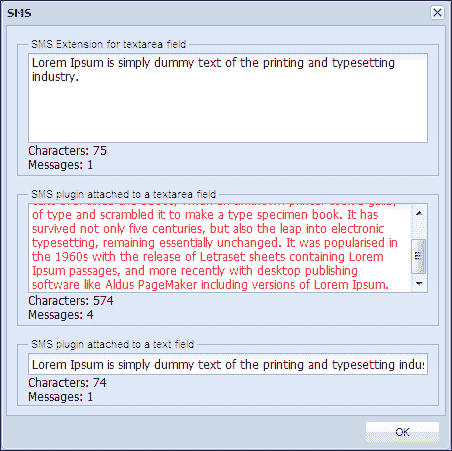 SMS
SMS Extension for textarea field
Lorem Ipsum is simply dummy text of the printing and typesetting
industry.
Characters: 75
Messages: 1
SMS plugin attached to a textarea field
of type and scrambled it to make a type specimen book. It has
survived not only five centuries, but also the leap into electronic
typesetting, remaining essentially unchanged. It was popularised in
the 1960s with the release of Letraset sheets containing Lorem
Ipsum passages, and more recently with desktop publishing
software like Aldus PageMaker including versions of Lorem Ipsum.
Characters: 574
Messages: 4
SMS plugin attached to a text field
Lorem Ipsum is simply dummy text of the printing and typesetting indus
Characters: 74
Messages: 1
OK